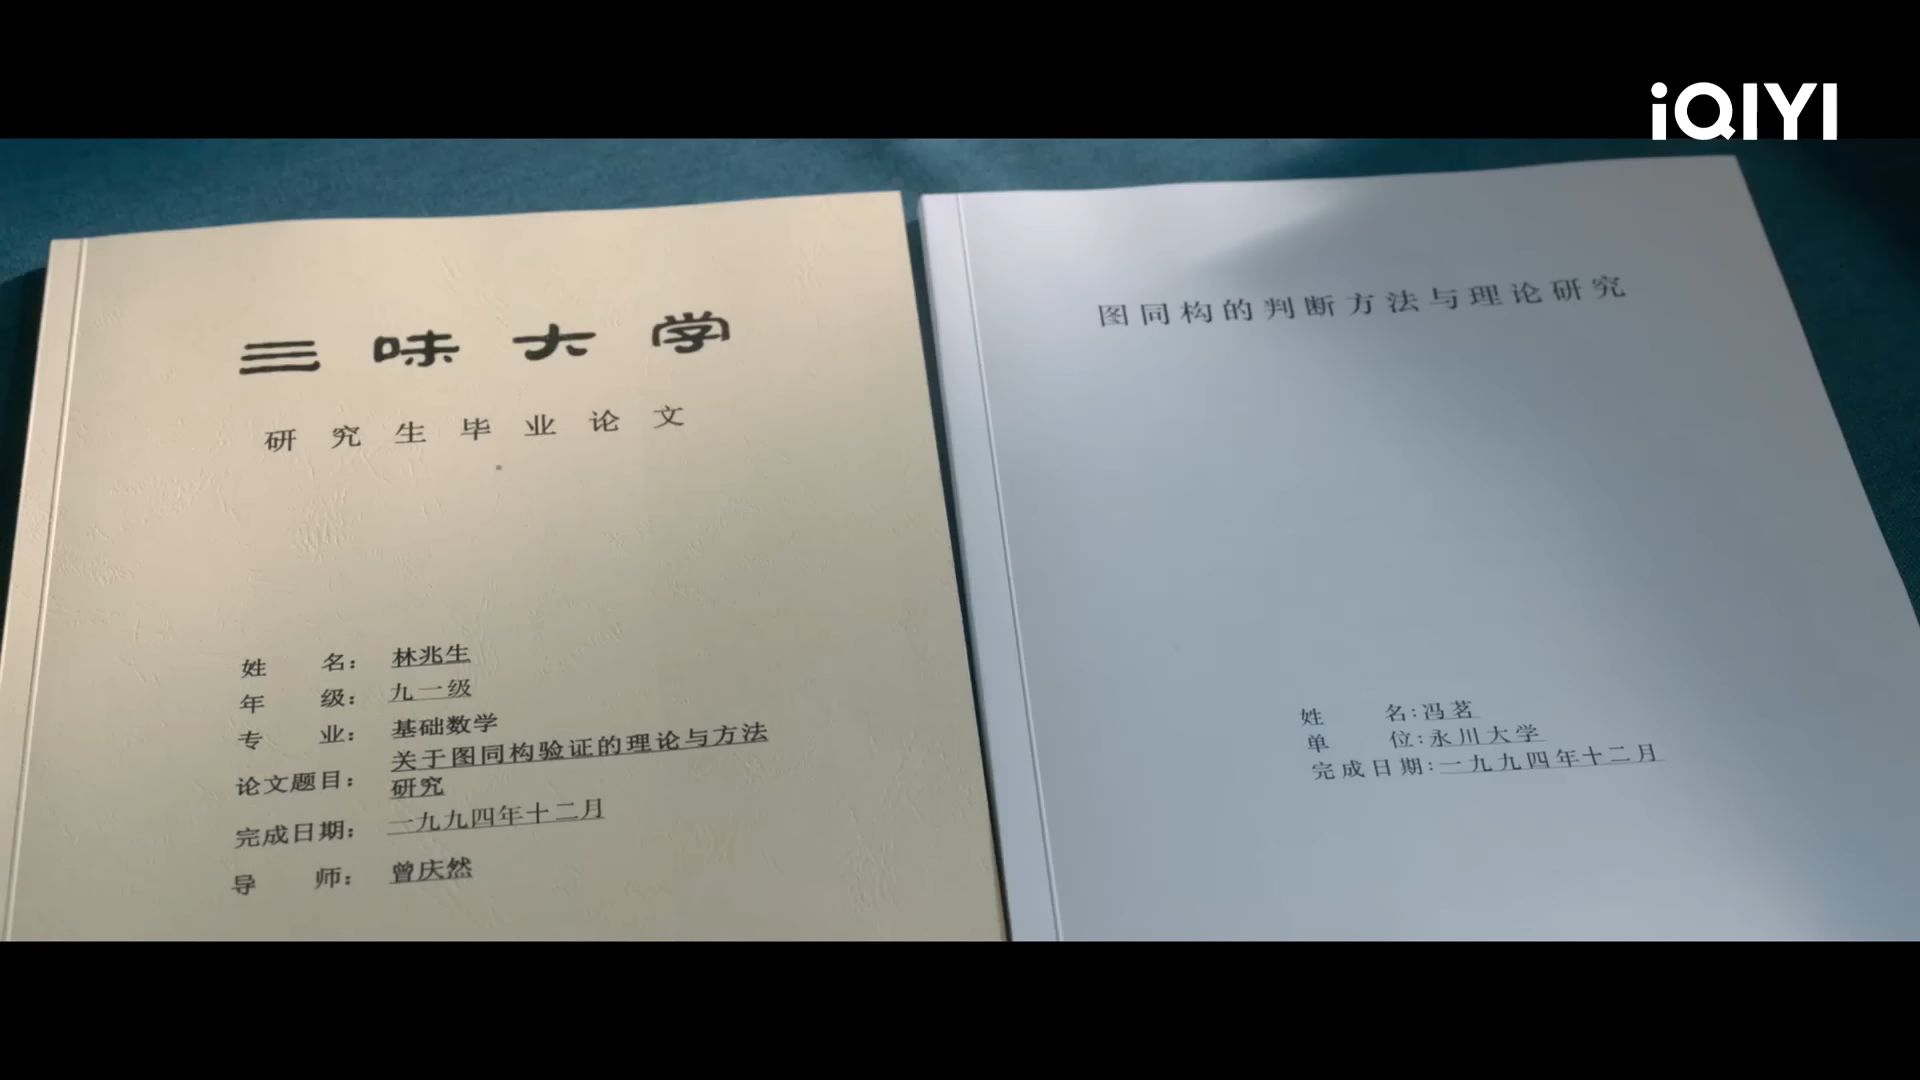 iQIYI
三味大学
研究生毕业论文
姓名：林兆生
年级：九一级
专业：基础数学
论文题目：关于图同构验证的理论与方法
研究
完成日期：一九九四年十二月
导师：曾庆然
图同构的判断方法与理论研究
姓名:冯茗
单位:永川大学
完成日期:一九九四年十二月